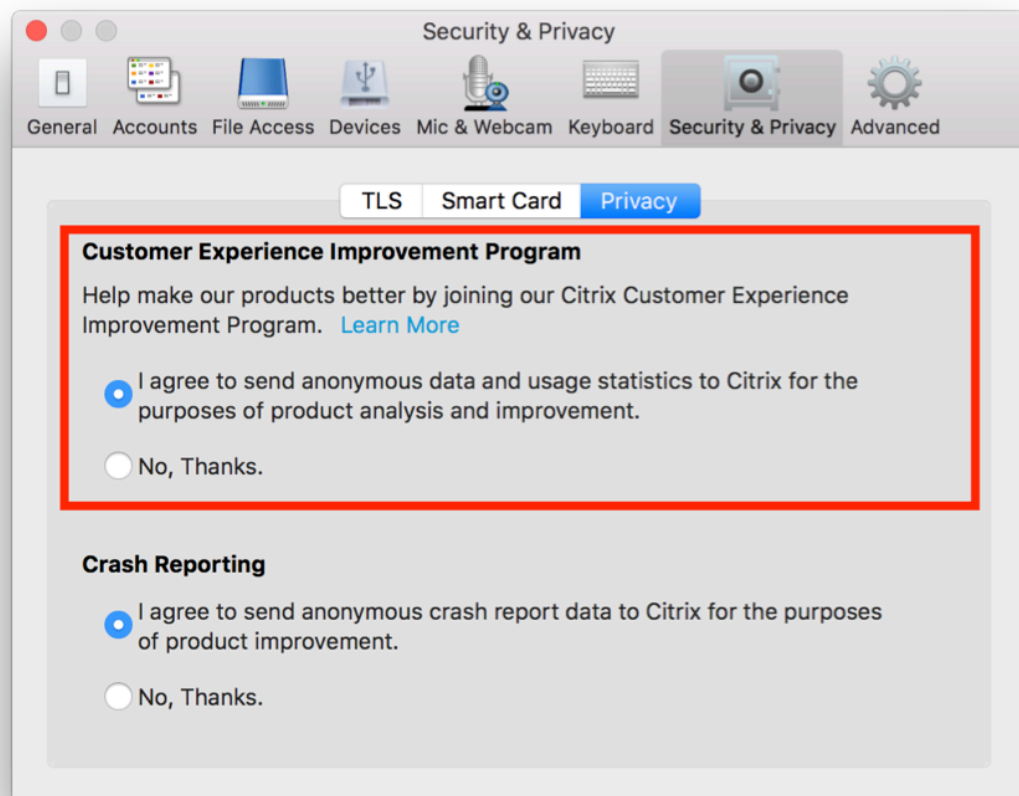 Security & Privacy
General Accounts File Access Devices Mic & Webcam Keyboard Security & Privacy Advanced
TLS Smart Card Privacy
Customer Experience Improvement Program
Help make our products better by joining our Citrix Customer Experience
Improvement Program. Learn More
I agree to send anonymous data and usage statistics to Citrix for the
purposes of product analysis and improvement.
No, Thanks.
Crash Reporting
I agree to send anonymous crash report data to Citrix for the purposes
of product improvement.
No, Thanks.